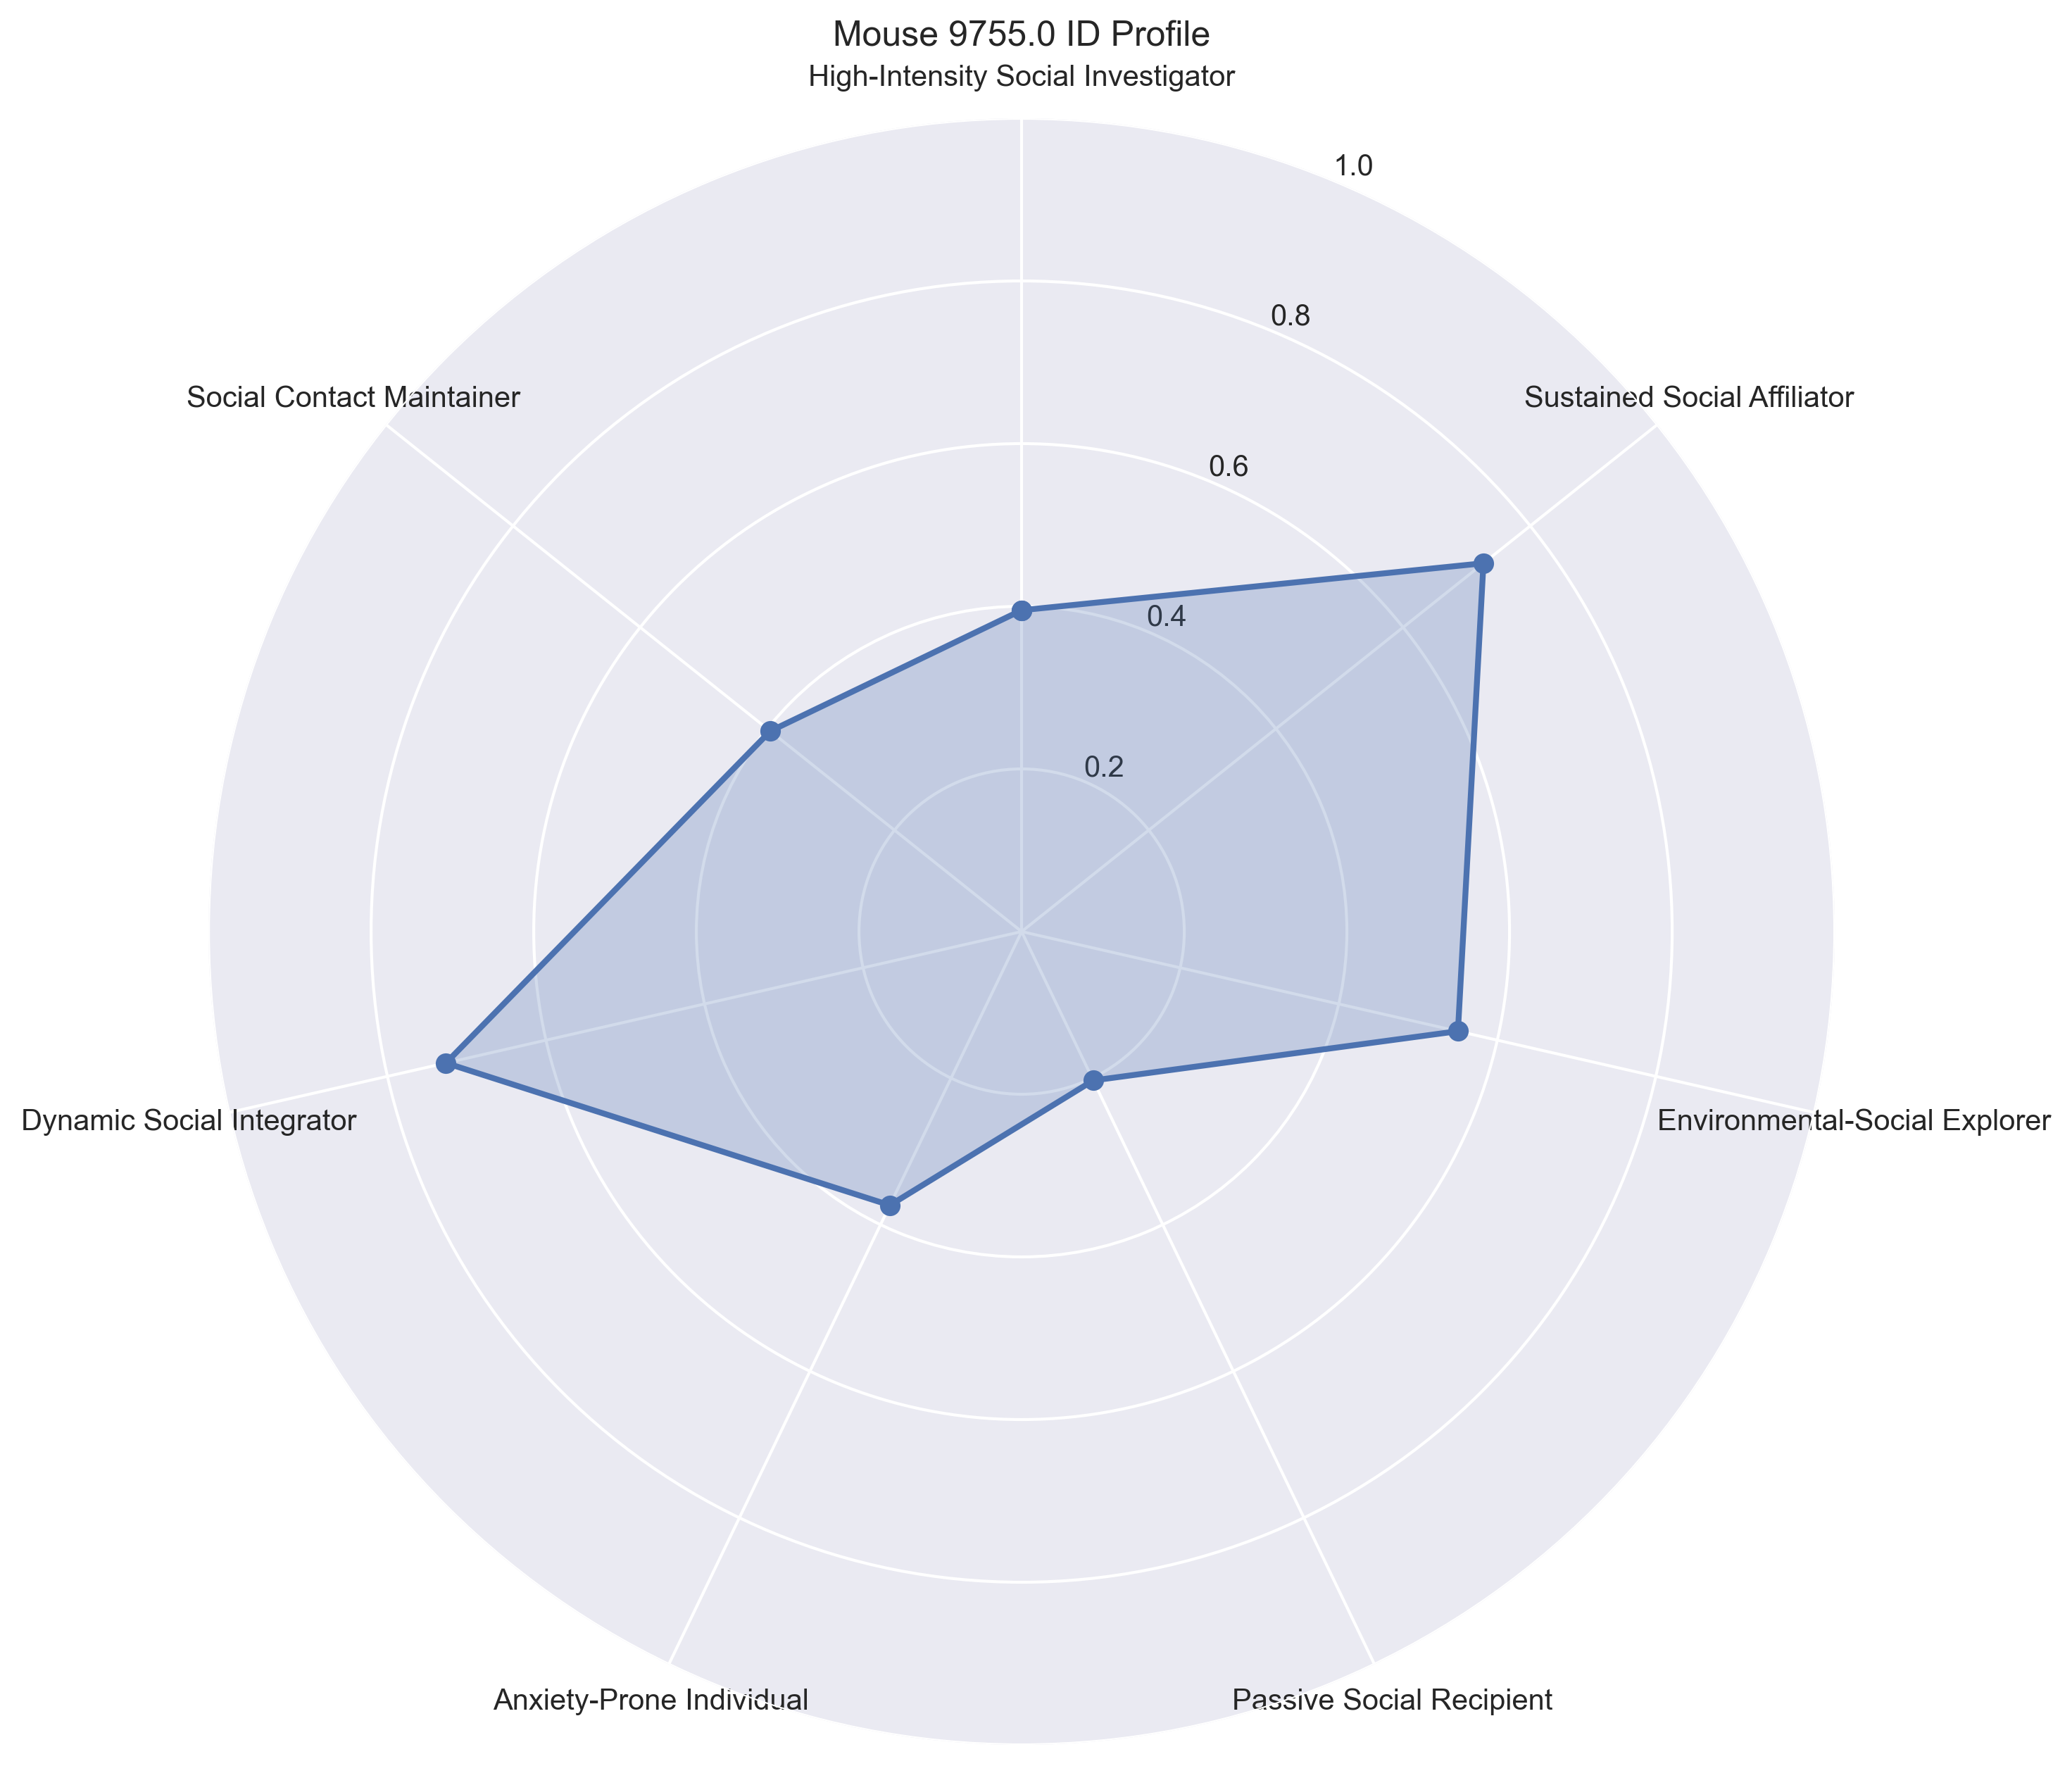 Mouse 9755.0 ID Profile
High-Intensity Social Investigator
1.0
0.8
Social Contact Maintainer
Sustained Social Affiliator
0.6
0.4
0.2
Dynamic Social Integrator
Environmental-Social Explorer
Anxiety-Prone Individual
Passive Social Recipient